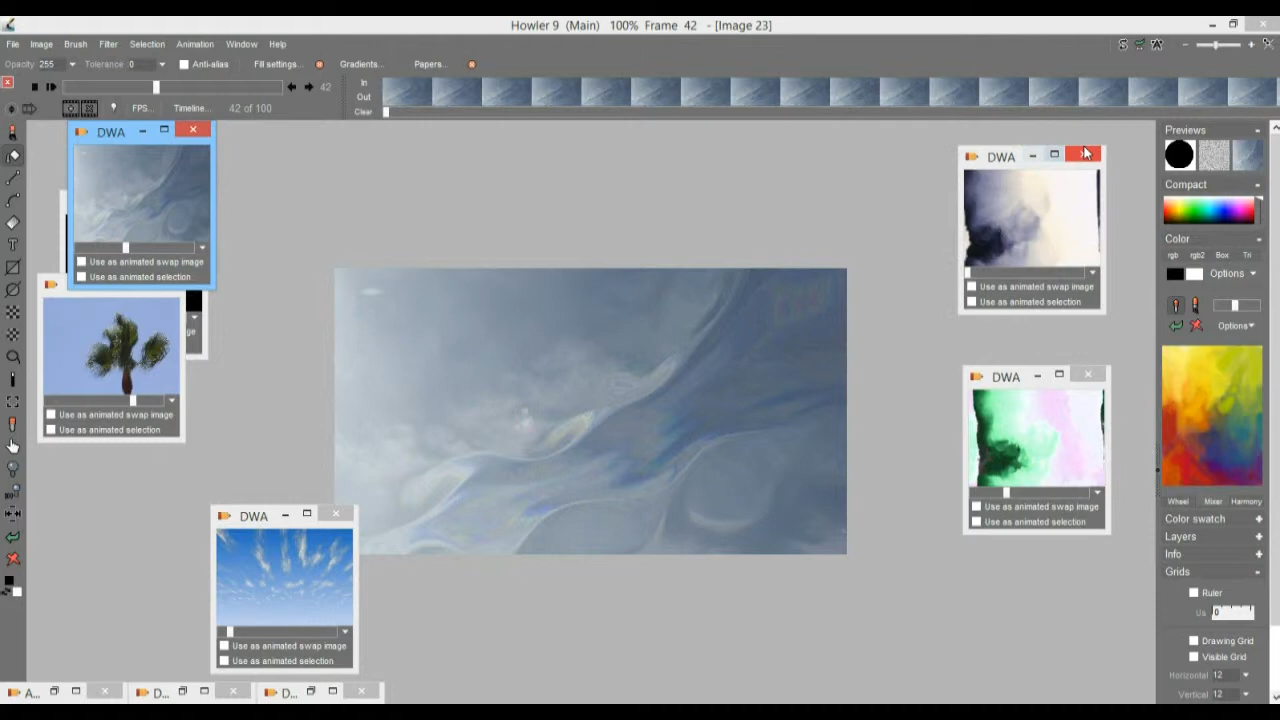 Howler 9 (Main) 100% Frame 42 - [Image 23]
File Image Brush Filter Selection Animation Window Help
Opacity 255 Tolerance 0 Anti-alias Fill settings... Gradients... Papers...
42 In
Out
FPS... Timeline... 42 of 100 Clear
DWA
Use as animated swap image
Use as animated selection
DWA
Use as animated swap image
Use as animated selection
Use as animated swap image
Use as animated selection
DWA
Use as animated swap image
Use as animated selection
DWA
Use as animated swap image
Use as animated selection
A... D... D...
Previews
Compact
Color
rgb rgb2 Box Tri
Options
Options
Wheel Mixer Harmony
Color swatch
Layers
Info
Grids
Ruler
0
Drawing Grid
Visible Grid
Horizontal 12
Vertical 12